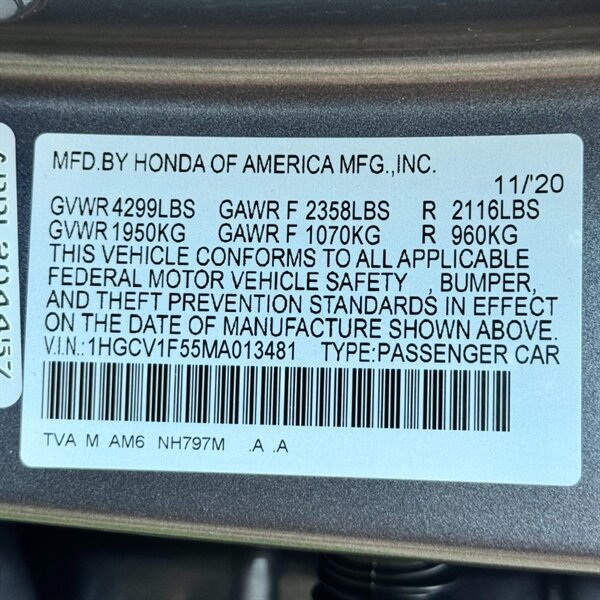 MFD.BY HONDA OF AMERICA MFG.,INC.
11/'20
GVWR 4299LBS GAWR F 2358LBS R 2116LBS
GVWR 1950KG GAWR F 1070KG R 960KG
THIS VEHICLE CONFORMS TO ALL APPLICABLE
FEDERAL MOTOR VEHICLE SAFETY , BUMPER,
AND THEFT PREVENTION STANDARDS IN EFFECT
ON THE DATE OF MANUFACTURE SHOWN ABOVE.
V.I.N.:1HGCV1F55MA013481 TYPE:PASSENGER CAR
TVA M AM6 NH797M .A .A